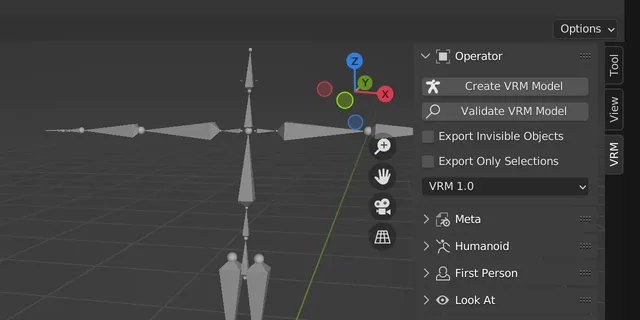 Options
Operator
Create VRM Model
Validate VRM Model
Export Invisible Objects
Export Only Selections
VRM 1.0
Meta
Humanoid
First Person
Look At
Tool
View
VRM
Z
Y
X